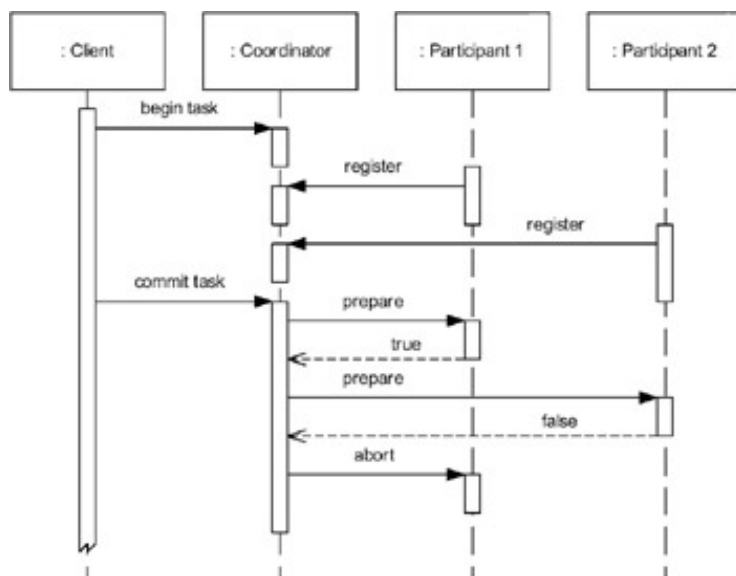 : Client
: Coordinator
: Participant 1
: Participant 2
begin task
register
register
commit task
prepare
true
prepare
false
abort